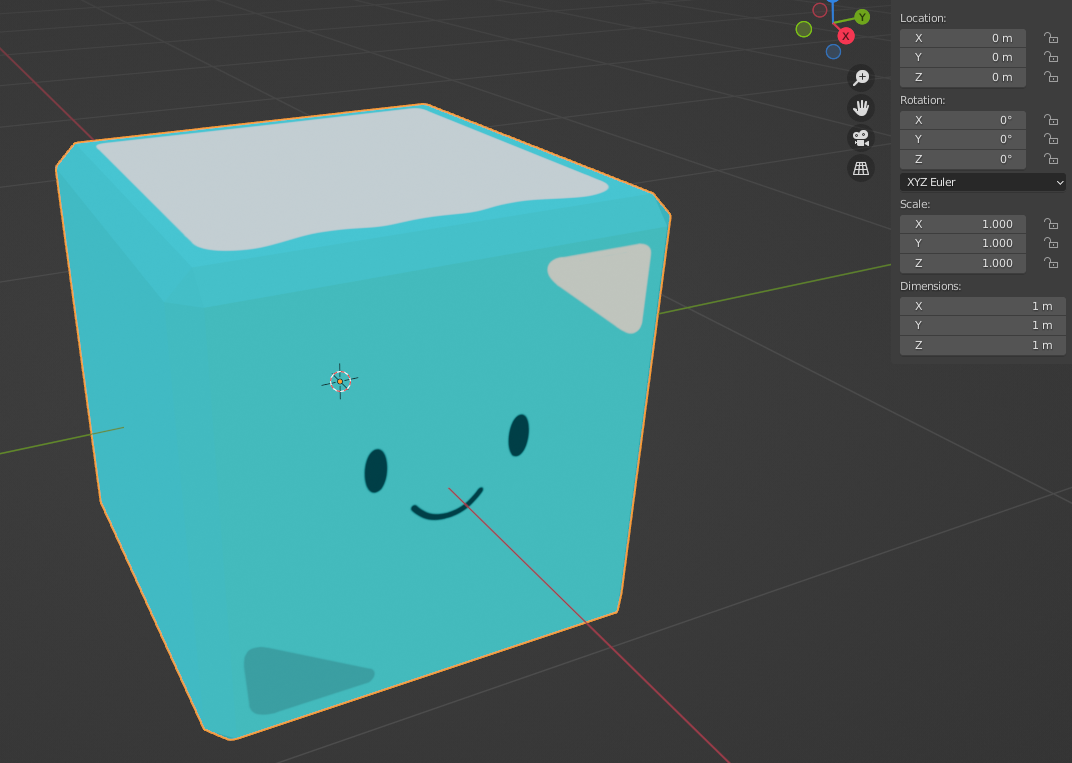 Y
X
Location:
X 0 m
Y 0 m
Z 0 m
Rotation:
X 0°
Y 0°
Z 0°
XYZ Euler
Scale:
X 1.000
Y 1.000
Z 1.000
Dimensions:
X 1 m
Y 1 m
Z 1 m